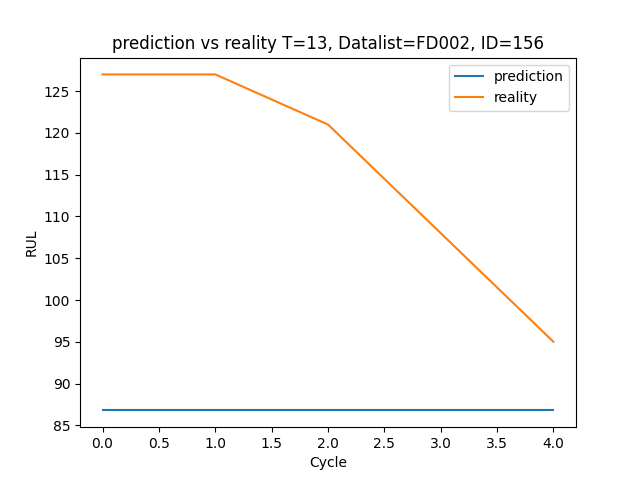 prediction vs reality T=13, Datalist=FD002, ID=156
prediction
reality
RUL
125
120
115
110
105
100
95
90
85
0.0 0.5 1.0 1.5 2.0 2.5 3.0 3.5 4.0
Cycle